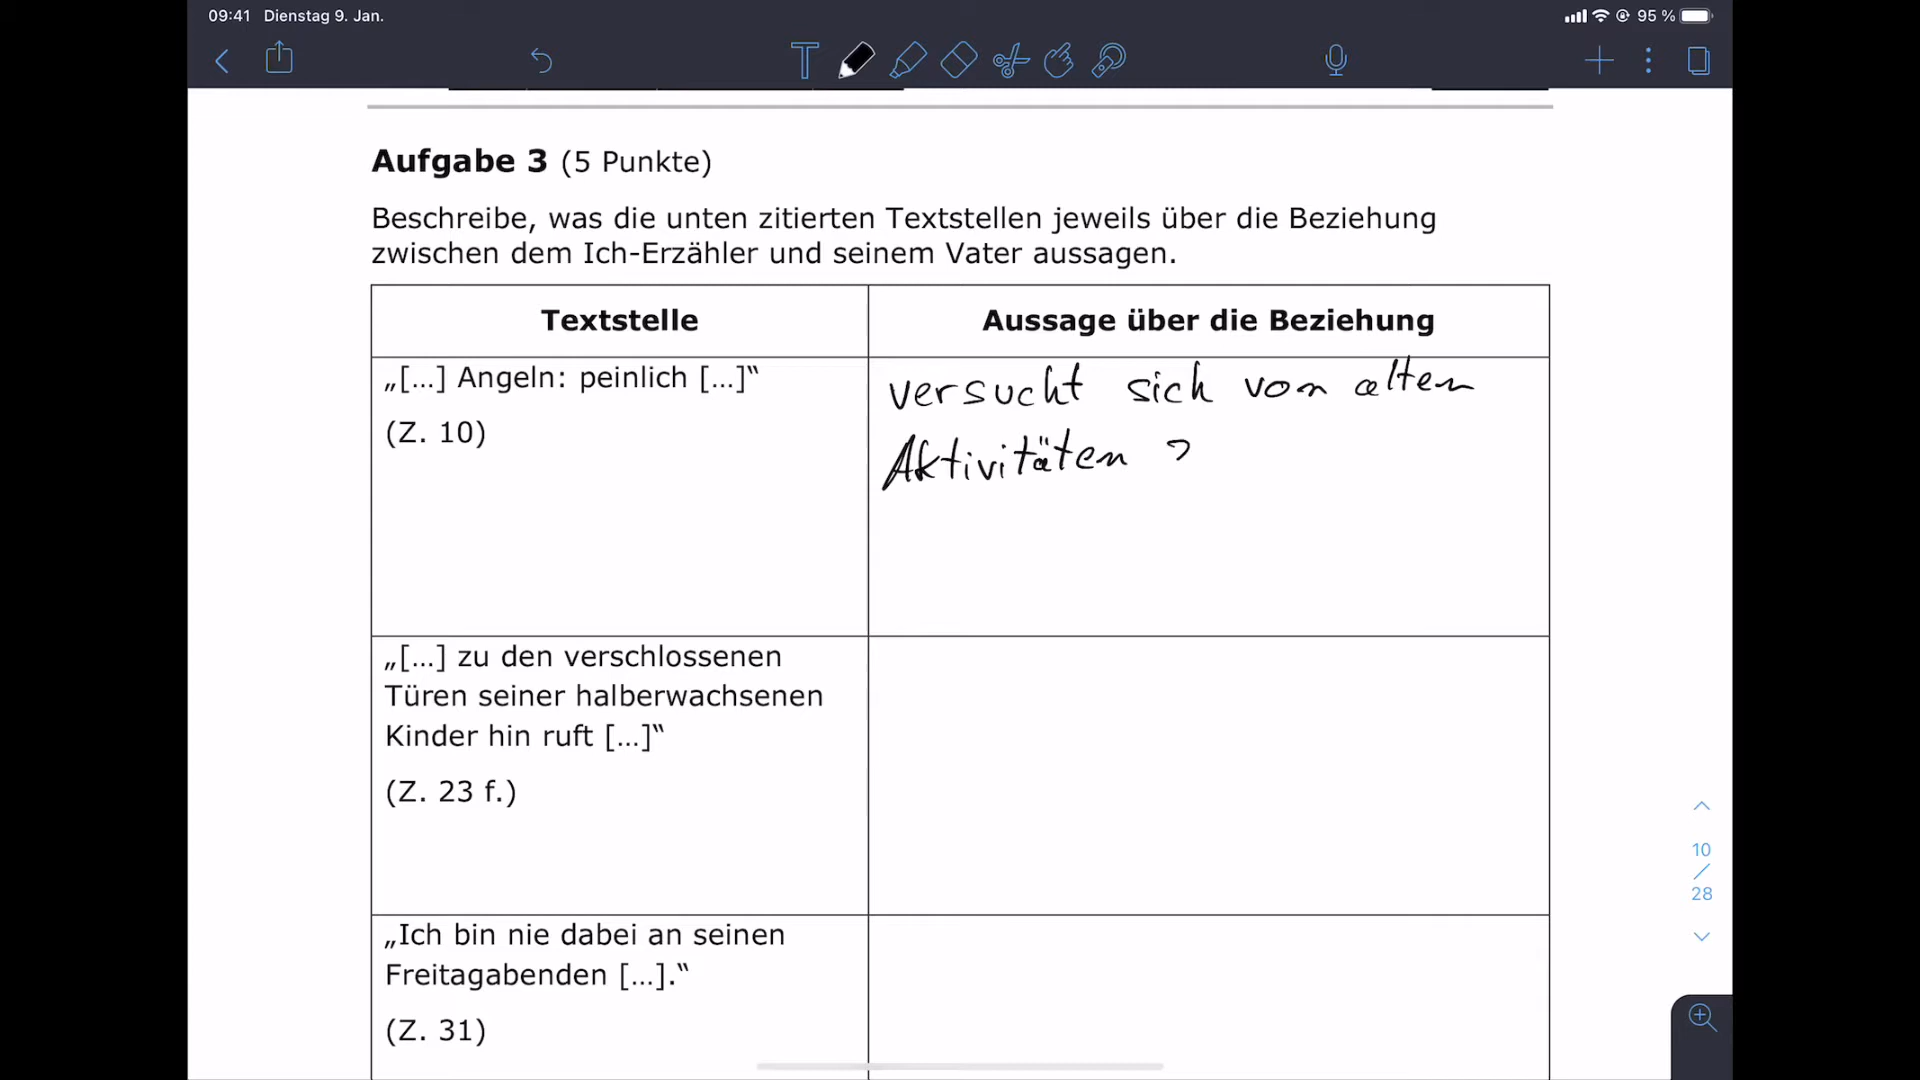 09:41 Dienstag 9. Jan.
95 %
Aufgabe 3 (5 Punkte)
Beschreibe, was die unten zitierten Textstellen jeweils über die Beziehung
zwischen dem Ich-Erzähler und seinem Vater aussagen.
Textstelle
Aussage über die Beziehung
„[…] Angeln: peinlich […]“
(Z. 10)
versucht sich von alten
Aktivitäten
„[…] zu den verschlossenen
Türen seiner halberwachsenen
Kinder hin ruft […]“
(Z. 23 f.)
„Ich bin nie dabei an seinen
Freitagabenden […].“
(Z. 31)
10
/
28